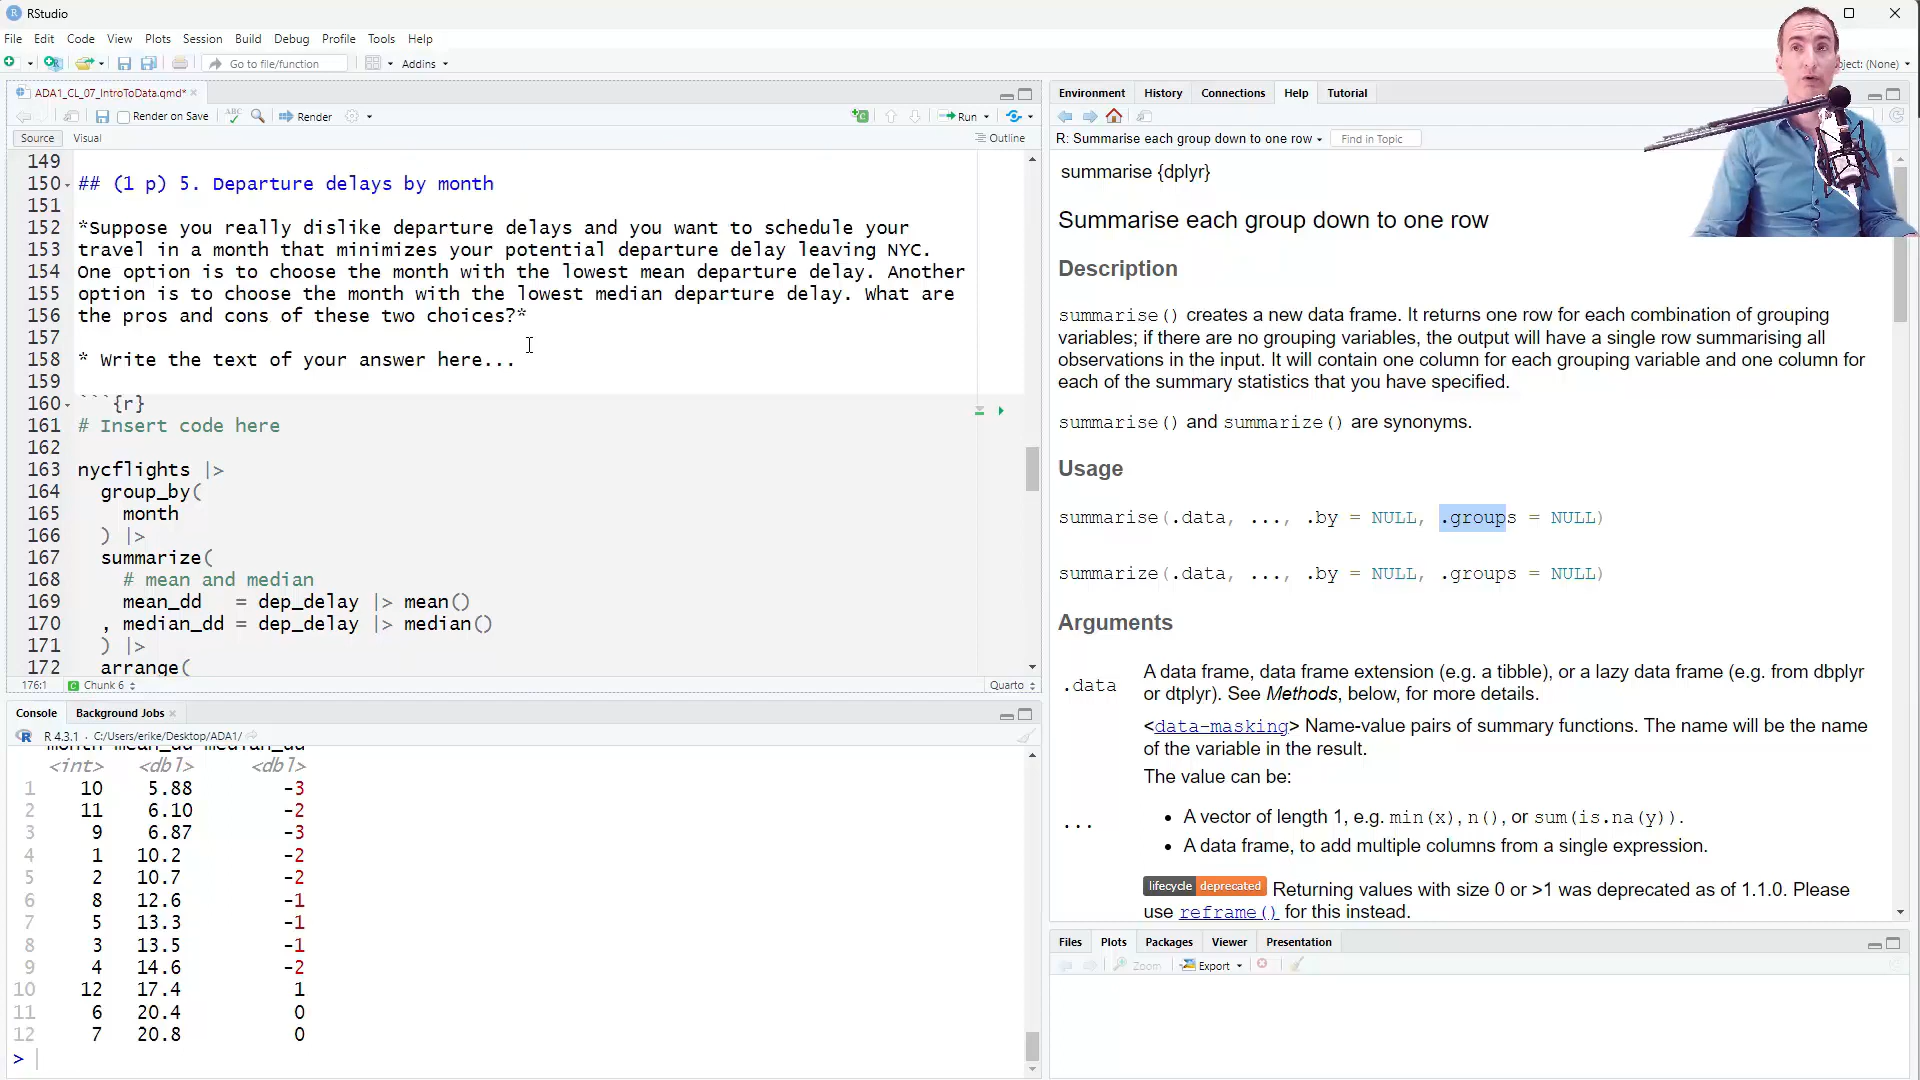 RStudio
File Edit Code View Plots Session Build Debug Profile Tools Help
Go to file/function Addins
ject: (None)
ADA1_CL_07_IntroToData.qmd*
Render on Save Render Run
Source Visual Outline
149
150 ## (1 p) 5. Departure delays by month
151
152 *Suppose you really dislike departure delays and you want to schedule your
153 travel in a month that minimizes your potential departure delay leaving NYC.
154 One option is to choose the month with the lowest mean departure delay. Another
155 option is to choose the month with the lowest median departure delay. What are
156 the pros and cons of these two choices?*
157
158 * Write the text of your answer here...
159
160 ```{r}
161 # Insert code here
162
163 nycflights |>
164 group_by(
165 month
166 ) |>
167 summarize(
168 # mean and median
169 mean_dd = dep_delay |> mean()
170 , median_dd = dep_delay |> median()
171 ) |>
172 arrange(
176:1 Chunk 6 Quarto
Console Background Jobs
R 4.3.1 · C:/Users/erike/Desktop/ADA1/
month mean_dd median_dd
<int> <dbl> <dbl>
1 10 5.88 -3
2 11 6.10 -2
3 9 6.87 -3
4 1 10.2 -2
5 2 10.7 -2
6 8 12.6 -1
7 5 13.3 -1
8 3 13.5 -1
9 4 14.6 -2
10 12 17.4 1
11 6 20.4 0
12 7 20.8 0
>
Environment History Connections Help Tutorial
R: Summarise each group down to one row Find in Topic
summarise {dplyr}
Summarise each group down to one row
Description
summarise() creates a new data frame. It returns one row for each combination of grouping
variables; if there are no grouping variables, the output will have a single row summarising all
observations in the input. It will contain one column for each grouping variable and one column for
each of the summary statistics that you have specified.
summarise() and summarize() are synonyms.
Usage
summarise(.data, ..., .by = NULL, .groups = NULL)
summarize(.data, ..., .by = NULL, .groups = NULL)
Arguments
.data
A data frame, data frame extension (e.g. a tibble), or a lazy data frame (e.g. from dbplyr
or dtplyr). See Methods, below, for more details.
...
<data-masking> Name-value pairs of summary functions. The name will be the name
of the variable in the result.
The value can be:
• A vector of length 1, e.g. min(x), n(), or sum(is.na(y)).
• A data frame, to add multiple columns from a single expression.
lifecycle deprecated Returning values with size 0 or >1 was deprecated as of 1.1.0. Please
use reframe() for this instead.
Files Plots Packages Viewer Presentation
Zoom Export